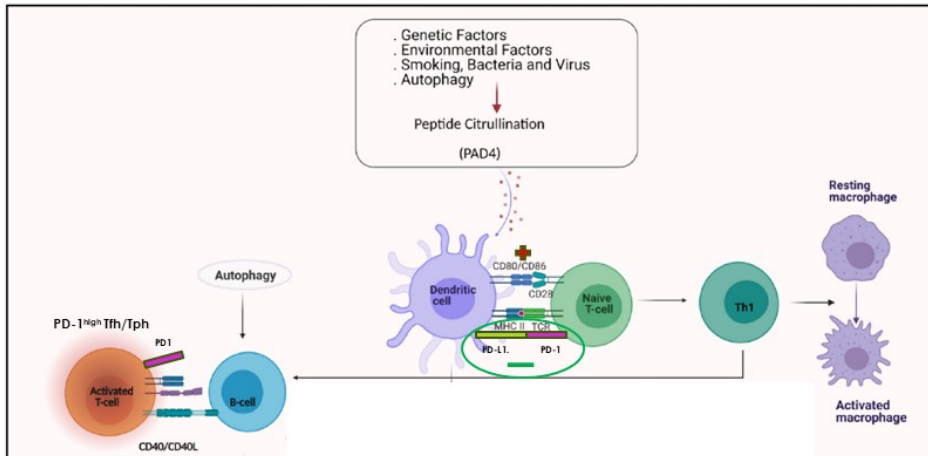 . Genetic Factors
. Environmental Factors
. Smoking, Bacteria and Virus
. Autophagy
Peptide Citrullination
(PAD4)
Resting
macrophage
CD80/CD86
Autophagy
Dendritic
cell
CD28
Naive
T-cell
Th1
MHC II
TCR
PD-1high Tfh/Tph
PD1
PD-L1.
PD-1
Activated
T-cell
B-cell
Activated
macrophage
CD40/CD40L